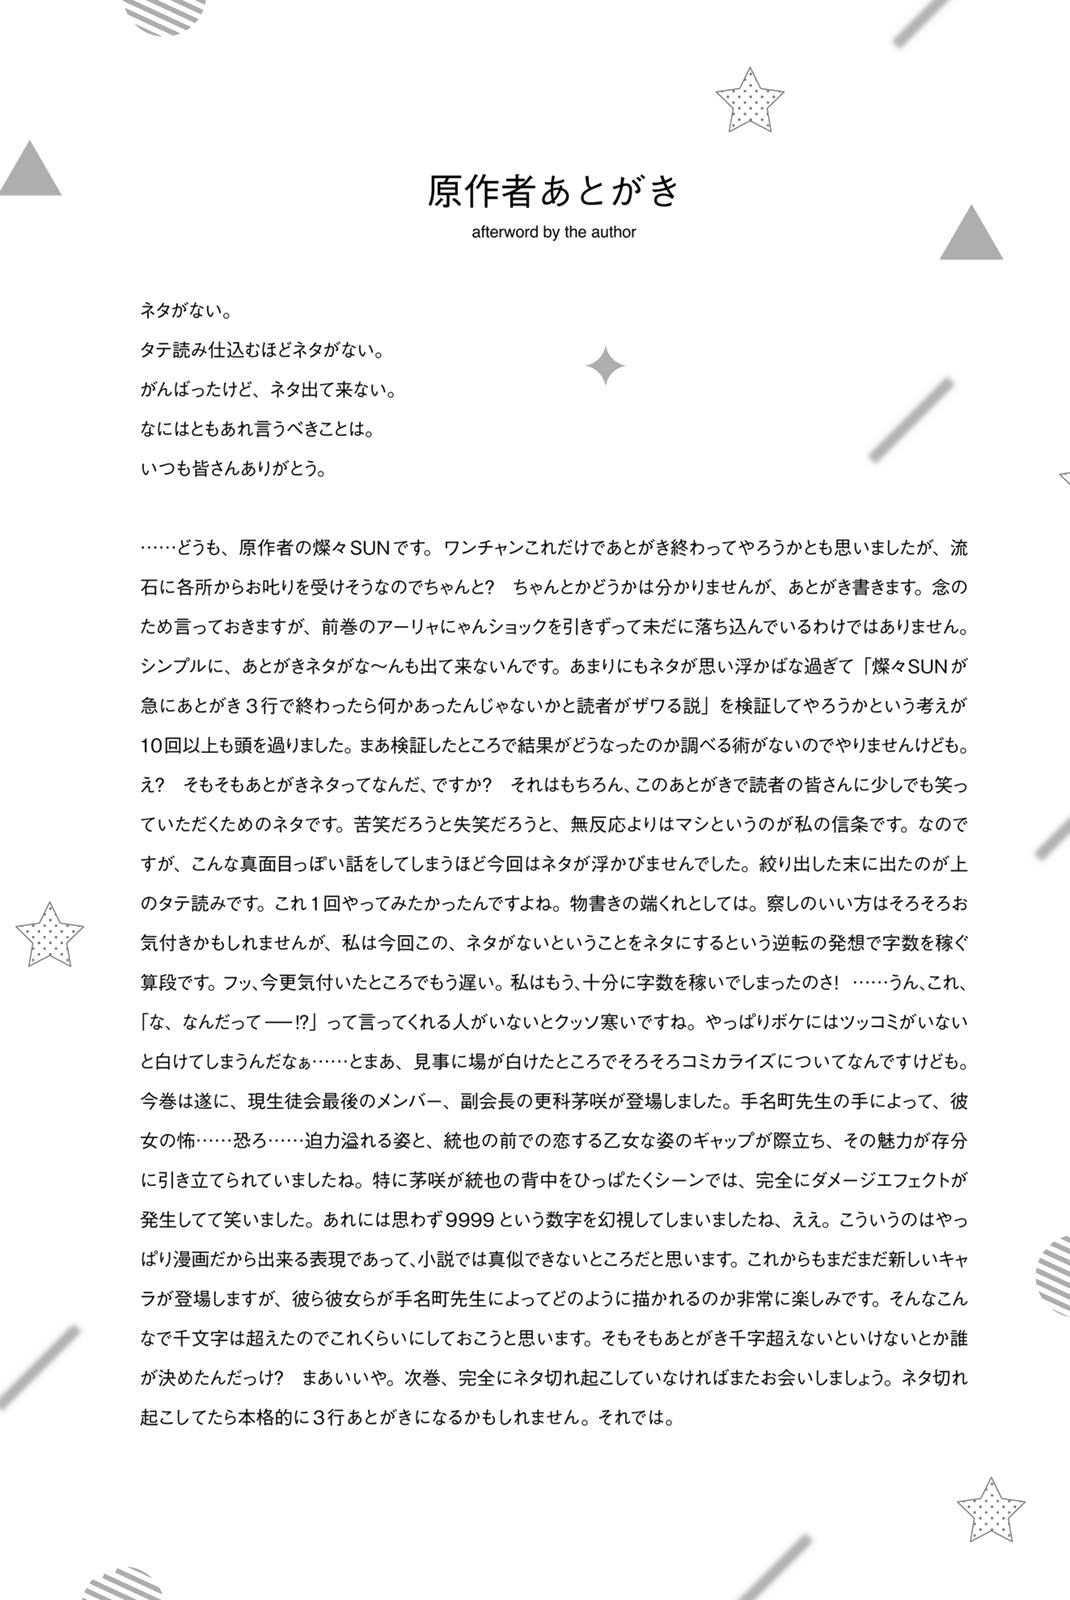 原作者あとがき
afterword by the author
ネタがない。
タテ読み仕込むほどネタがない。
がんばったけど、ネタ出て来ない。
なにはともあれ言うべきことは。
いつも皆さんありがとう。
……どうも、原作者の燦々SUNです。ワンチャンこれだけであとがき終わってやろうかとも思いましたが、流
石に各所からお叱りを受けそうなのでちゃんと？　ちゃんとかどうかは分かりませんが、あとがき書きます。念の
ため言っておきますが、前巻のアーリャにゃんショックを引きずって未だに落ち込んでいるわけではありません。
シンプルに、あとがきネタがな〜んも出て来ないんです。あまりにもネタが思い浮かばな過ぎて「燦々SUNが
急にあとがき3行で終わったら何かあったんじゃないかと読者がザワる説」を検証してやろうかという考えが
10回以上も頭を過りました。まあ検証したところで結果がどうなったのか調べる術がないのでやりませんけども。
え？　そもそもあとがきネタってなんだ、ですか？　それはもちろん、このあとがきで読者の皆さんに少しでも笑っ
ていただくためのネタです。苦笑だろうと失笑だろうと、無反応よりはマシというのが私の信条です。なので
すが、こんな真面目っぽい話をしてしまうほど今回はネタが浮かびませんでした。絞り出した末に出たのが上
のタテ読みです。これ1回やってみたかったんですよね。物書きの端くれとしては。察しのいい方はそろそろお
気付きかもしれませんが、私は今回この、ネタがないということをネタにするという逆転の発想で字数を稼ぐ
算段です。フッ、今更気付いたところでもう遅い。私はもう、十分に字数を稼いでしまったのさ！　……うん、これ、
「な、なんだって──!?」って言ってくれる人がいないとクッソ寒いですね。やっぱりボケにはツッコミがいない
と白けてしまうんだなぁ……とまあ、見事に場が白けたところでそろそろコミカライズについてなんですけども。
今巻は遂に、現生徒会最後のメンバー、副会長の更科茅咲が登場しました。手名町先生の手によって、彼
女の怖……恐ろ……迫力溢れる姿と、統也の前での恋する乙女な姿のギャップが際立ち、その魅力が存分
に引き立てられていましたね。特に茅咲が統也の背中をひっぱたくシーンでは、完全にダメージエフェクトが
発生してて笑いました。あれには思わず9999という数字を幻視してしまいましたね、ええ。こういうのはやっ
ぱり漫画だから出来る表現であって、小説では真似できないところだと思います。これからもまだまだ新しいキャ
ラが登場しますが、彼ら彼女らが手名町先生によってどのように描かれるのか非常に楽しみです。そんなこん
なで千文字は超えたのでこれくらいにしておこうと思います。そもそもあとがき千字超えないといけないとか誰
が決めたんだっけ？　まあいいや。次巻、完全にネタ切れ起こしていなければまたお会いしましょう。ネタ切れ
起こしてたら本格的に3行あとがきになるかもしれません。それでは。